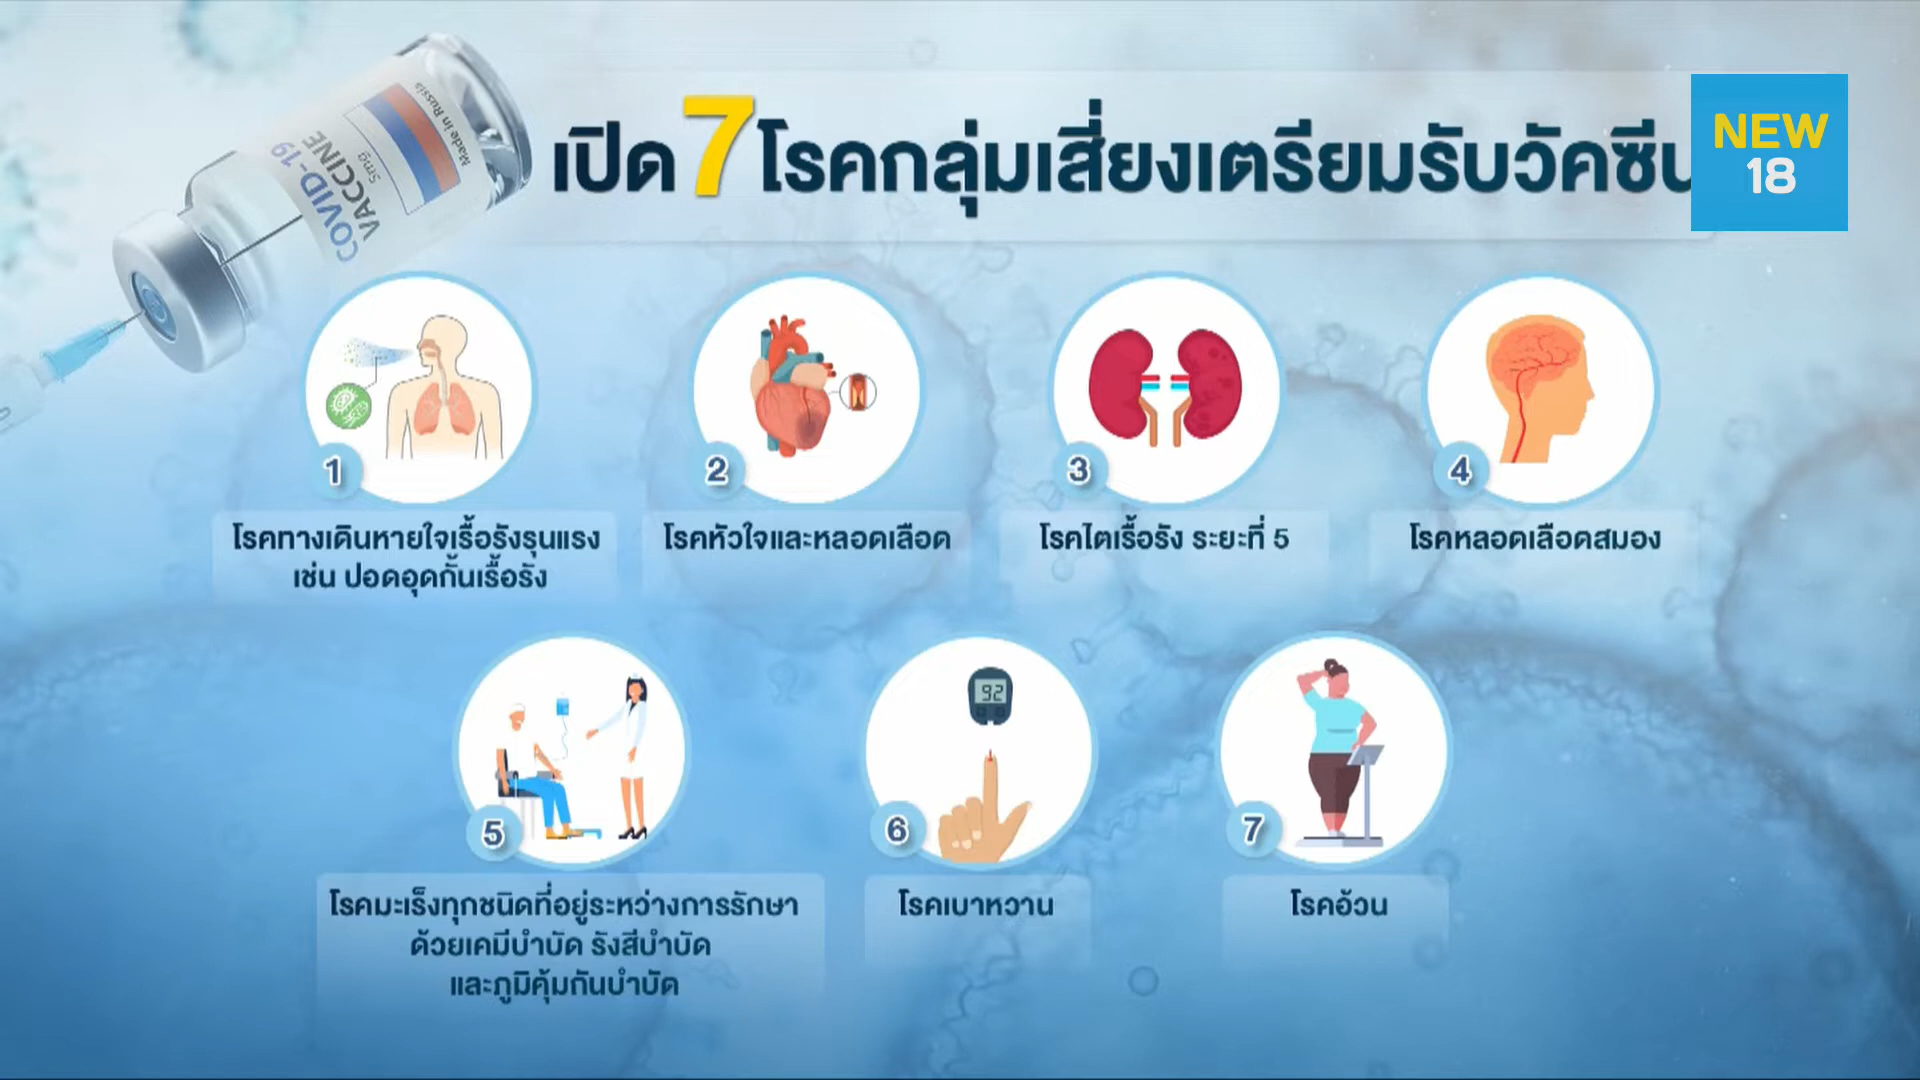 เปิด 7 โรคกลุ่มเสี่ยงเตรียมรับวัคซีน
NEW
18
Made in Russia
COVID-19
VACCINE
5mg
1
2
3
4
โรคทางเดินหายใจเรื้อรังรุนแรง
เช่น ปอดอุดกั้นเรื้อรัง
โรคหัวใจและหลอดเลือด
โรคไตเรื้อรัง ระยะที่ 5
โรคหลอดเลือดสมอง
92
5
6
7
โรคมะเร็งทุกชนิดที่อยู่ระหว่างการรักษา
ด้วยเคมีบำบัด รังสีบำบัด
และภูมิคุ้มกันบำบัด
โรคเบาหวาน
โรคอ้วน